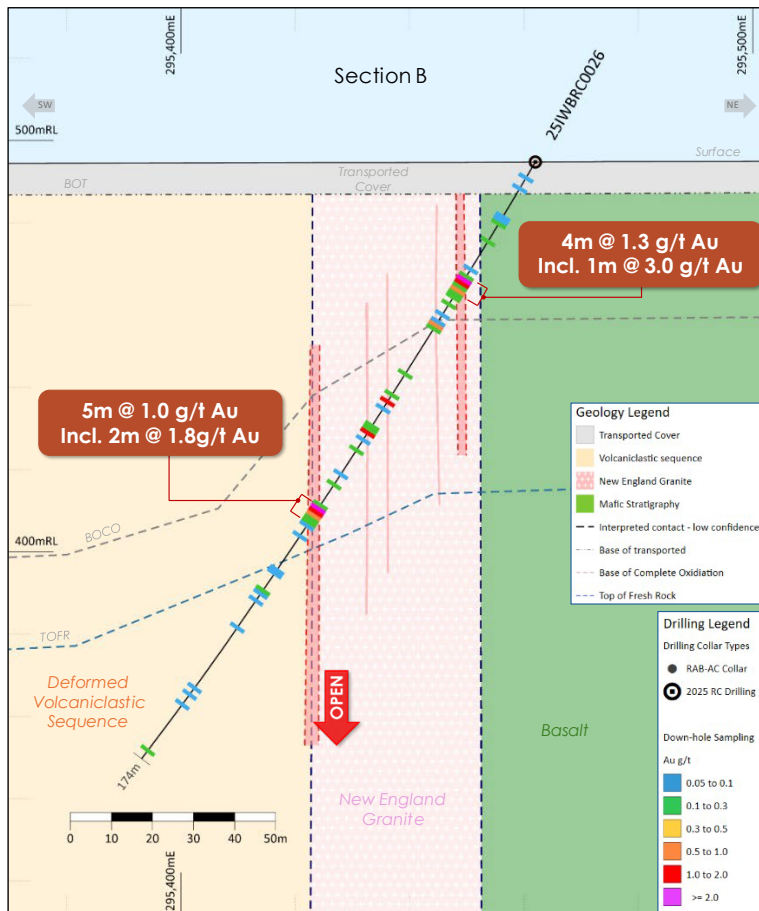 295,400mE
295,500mE
Section B
25IWBRC0026
SW
NE
500mRL
Surface
Transported
Cover
BOT
4m @ 1.3 g/t Au
Incl. 1m @ 3.0 g/t Au
5m @ 1.0 g/t Au
Incl. 2m @ 1.8g/t Au
Geology Legend
Transported Cover
Volcaniclastic sequence
New England Granite
Mafic Stratigraphy
Interpreted contact - low confidence
Base of transported
Base of Complete Oxidiation
Top of Fresh Rock
BOCO
400mRL
TOFR
Drilling Legend
Drilling Collar Types
RAB-AC Collar
2025 RC Drilling
Deformed
Volcaniclastic
Sequence
OPEN
Basalt
Down-hole Sampling
Au g/t
0.05 to 0.1
0.1 to 0.3
0.3 to 0.5
0.5 to 1.0
1.0 to 2.0
>= 2.0
174m
New England
Granite
0 10 20 30 40 50m
295,400mE